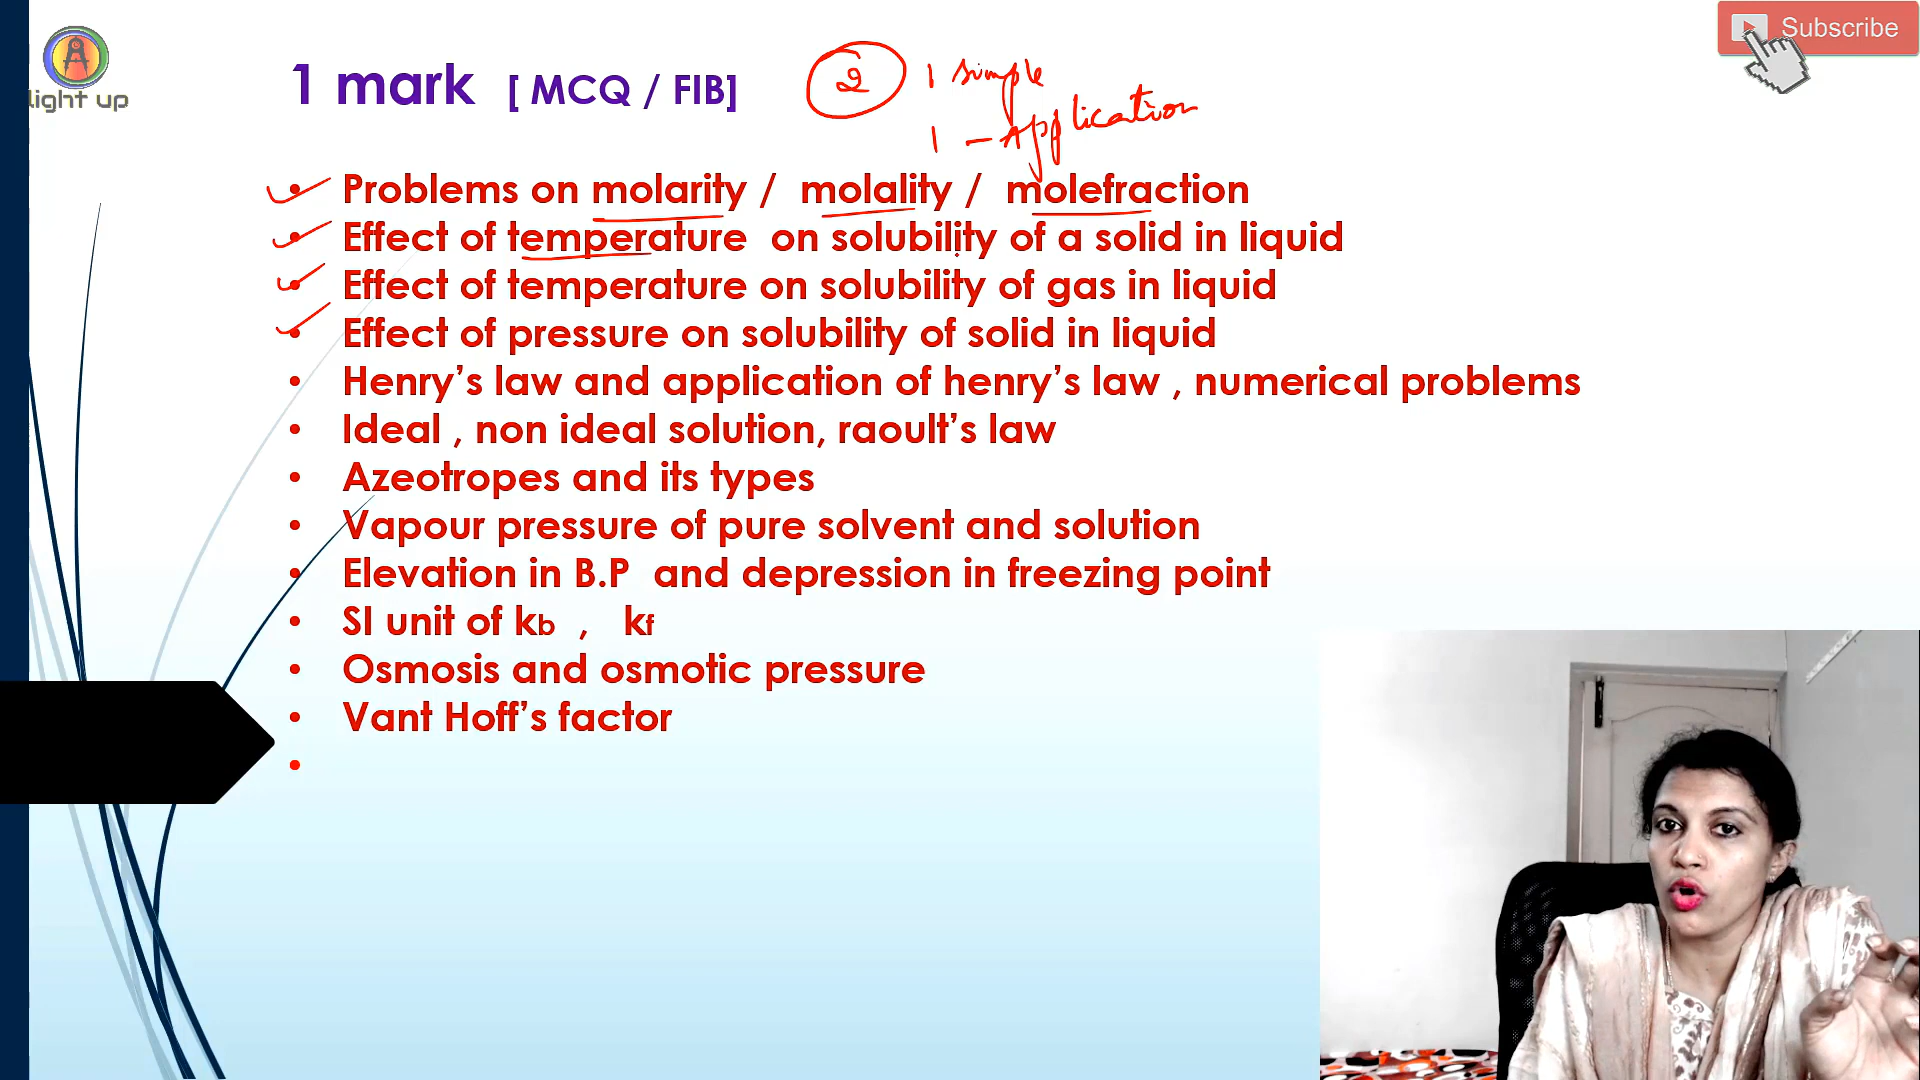 light up
Subscribe
1 mark [ MCQ / FIB]
2
1 simple
1 - Application
• Problems on molarity / molality / molefraction
• Effect of temperature on solubility of a solid in liquid
• Effect of temperature on solubility of gas in liquid
• Effect of pressure on solubility of solid in liquid
• Henry's law and application of henry's law , numerical problems
• Ideal , non ideal solution, raoult's law
• Azeotropes and its types
• Vapour pressure of pure solvent and solution
• Elevation in B.P and depression in freezing point
• SI unit of kb , kf
• Osmosis and osmotic pressure
• Vant Hoff's factor
•